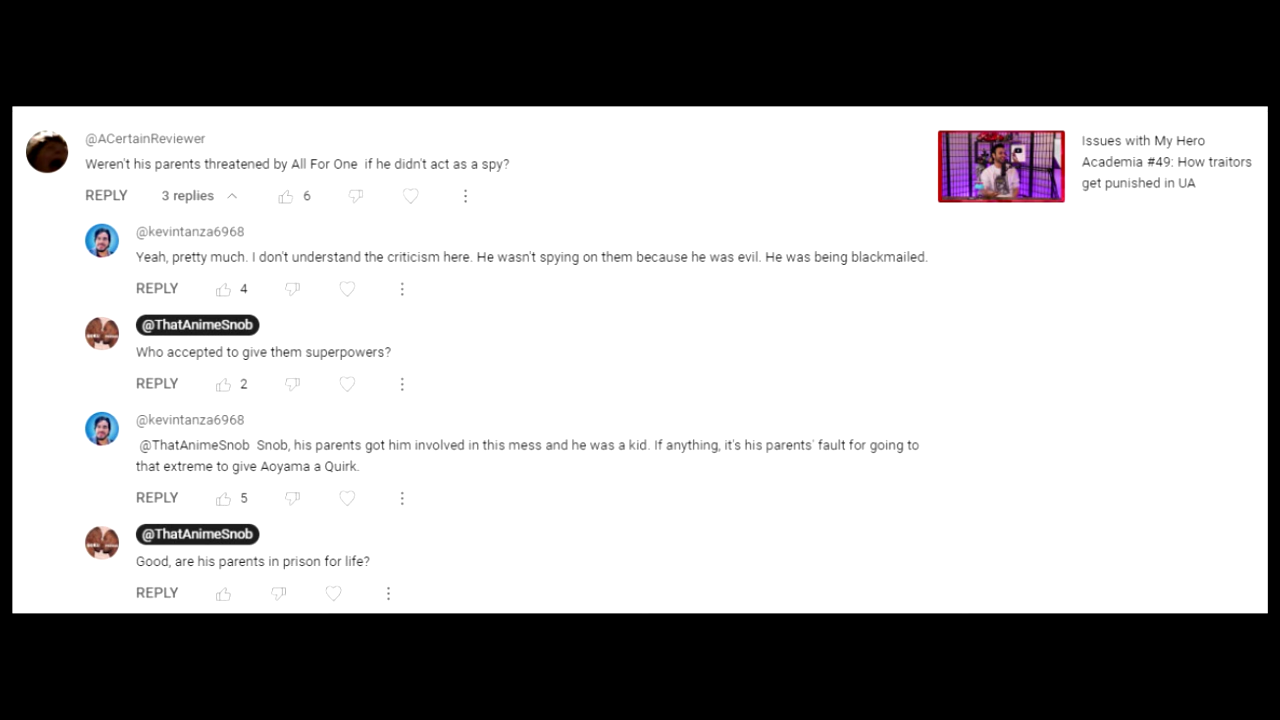 @ACertainReviewer
Weren't his parents threatened by All For One if he didn't act as a spy?
REPLY 3 replies 6
Issues with My Hero
Academia #49: How traitors
get punished in UA
@kevintanza6968
Yeah, pretty much. I don't understand the criticism here. He wasn't spying on them because he was evil. He was being blackmailed.
REPLY 4
@ThatAnimeSnob
Who accepted to give them superpowers?
REPLY 2
@kevintanza6968
@ThatAnimeSnob Snob, his parents got him involved in this mess and he was a kid. If anything, it's his parents' fault for going to
that extreme to give Aoyama a Quirk.
REPLY 5
@ThatAnimeSnob
Good, are his parents in prison for life?
REPLY